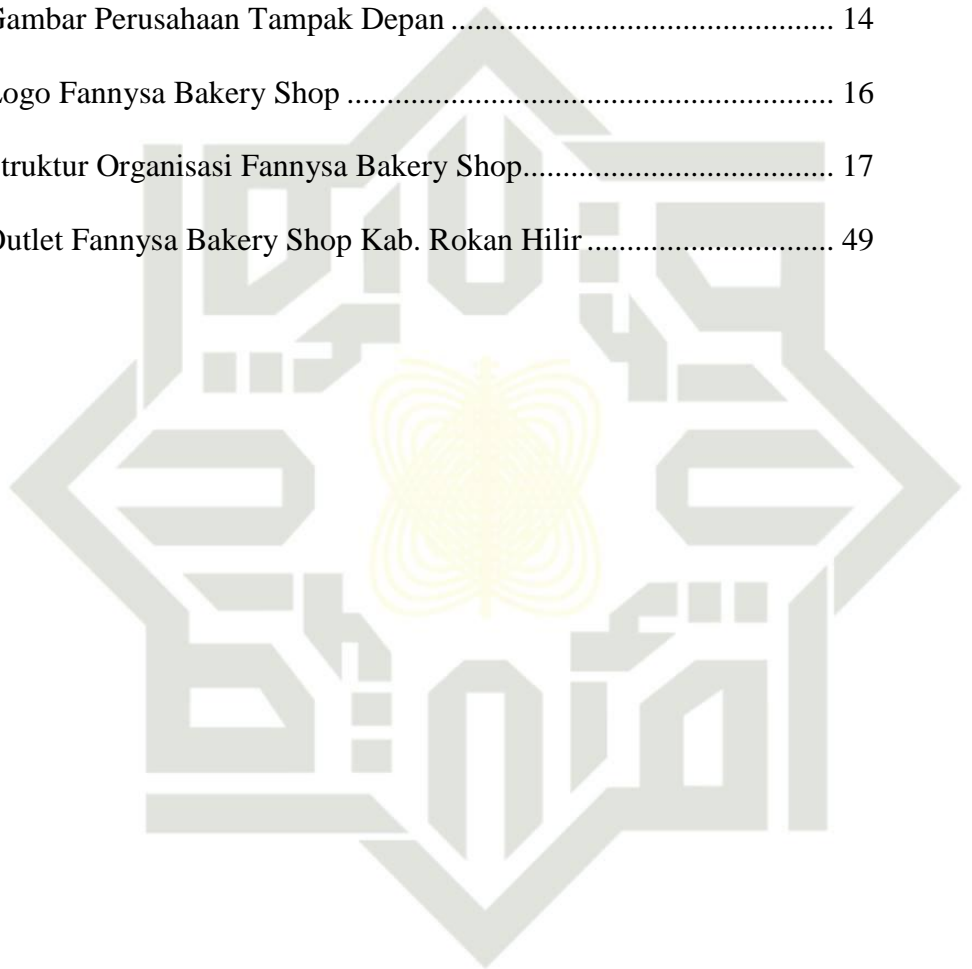 Gambar Perusahaan Tampak Depan ......................................... 14
Logo Fannysa Bakery Shop .................................................... 16
truktur Organisasi Fannysa Bakery Shop................................. 17
Outlet Fannysa Bakery Shop Kab. Rokan Hilir .......................... 49